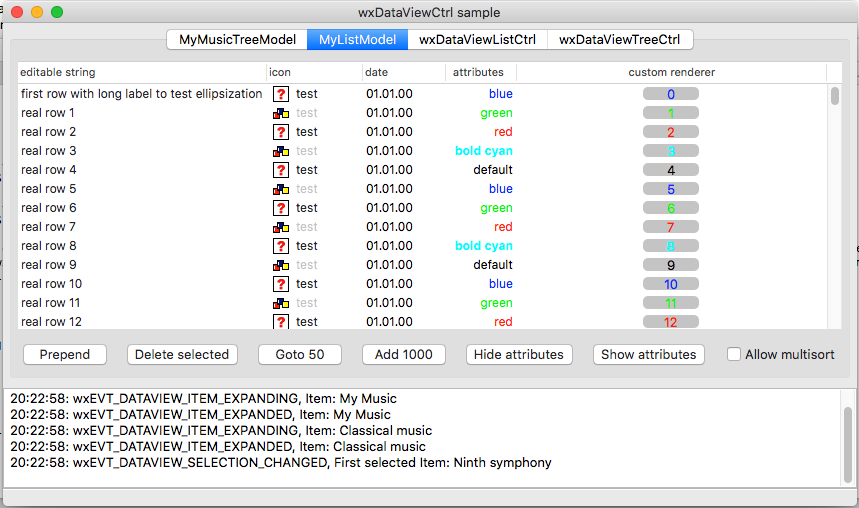 wxDataViewCtrl sample
MyMusicTreeModel MyListModel wxDataViewListCtrl wxDataViewTreeCtrl
editable string icon date attributes custom renderer
first row with long label to test ellipsization ? test 01.01.00 blue 0
real row 1 test 01.01.00 green 1
real row 2 ? test 01.01.00 red 2
real row 3 test 01.01.00 bold cyan 3
real row 4 ? test 01.01.00 default 4
real row 5 test 01.01.00 blue 5
real row 6 ? test 01.01.00 green 6
real row 7 test 01.01.00 red 7
real row 8 ? test 01.01.00 bold cyan 8
real row 9 test 01.01.00 default 9
real row 10 ? test 01.01.00 blue 10
real row 11 test 01.01.00 green 11
real row 12 ? test 01.01.00 red 12
Prepend Delete selected Goto 50 Add 1000 Hide attributes Show attributes Allow multisort
20:22:58: wxEVT_DATAVIEW_ITEM_EXPANDING, Item: My Music
20:22:58: wxEVT_DATAVIEW_ITEM_EXPANDED, Item: My Music
20:22:58: wxEVT_DATAVIEW_ITEM_EXPANDING, Item: Classical music
20:22:58: wxEVT_DATAVIEW_ITEM_EXPANDED, Item: Classical music
20:22:58: wxEVT_DATAVIEW_SELECTION_CHANGED, First selected Item: Ninth symphony